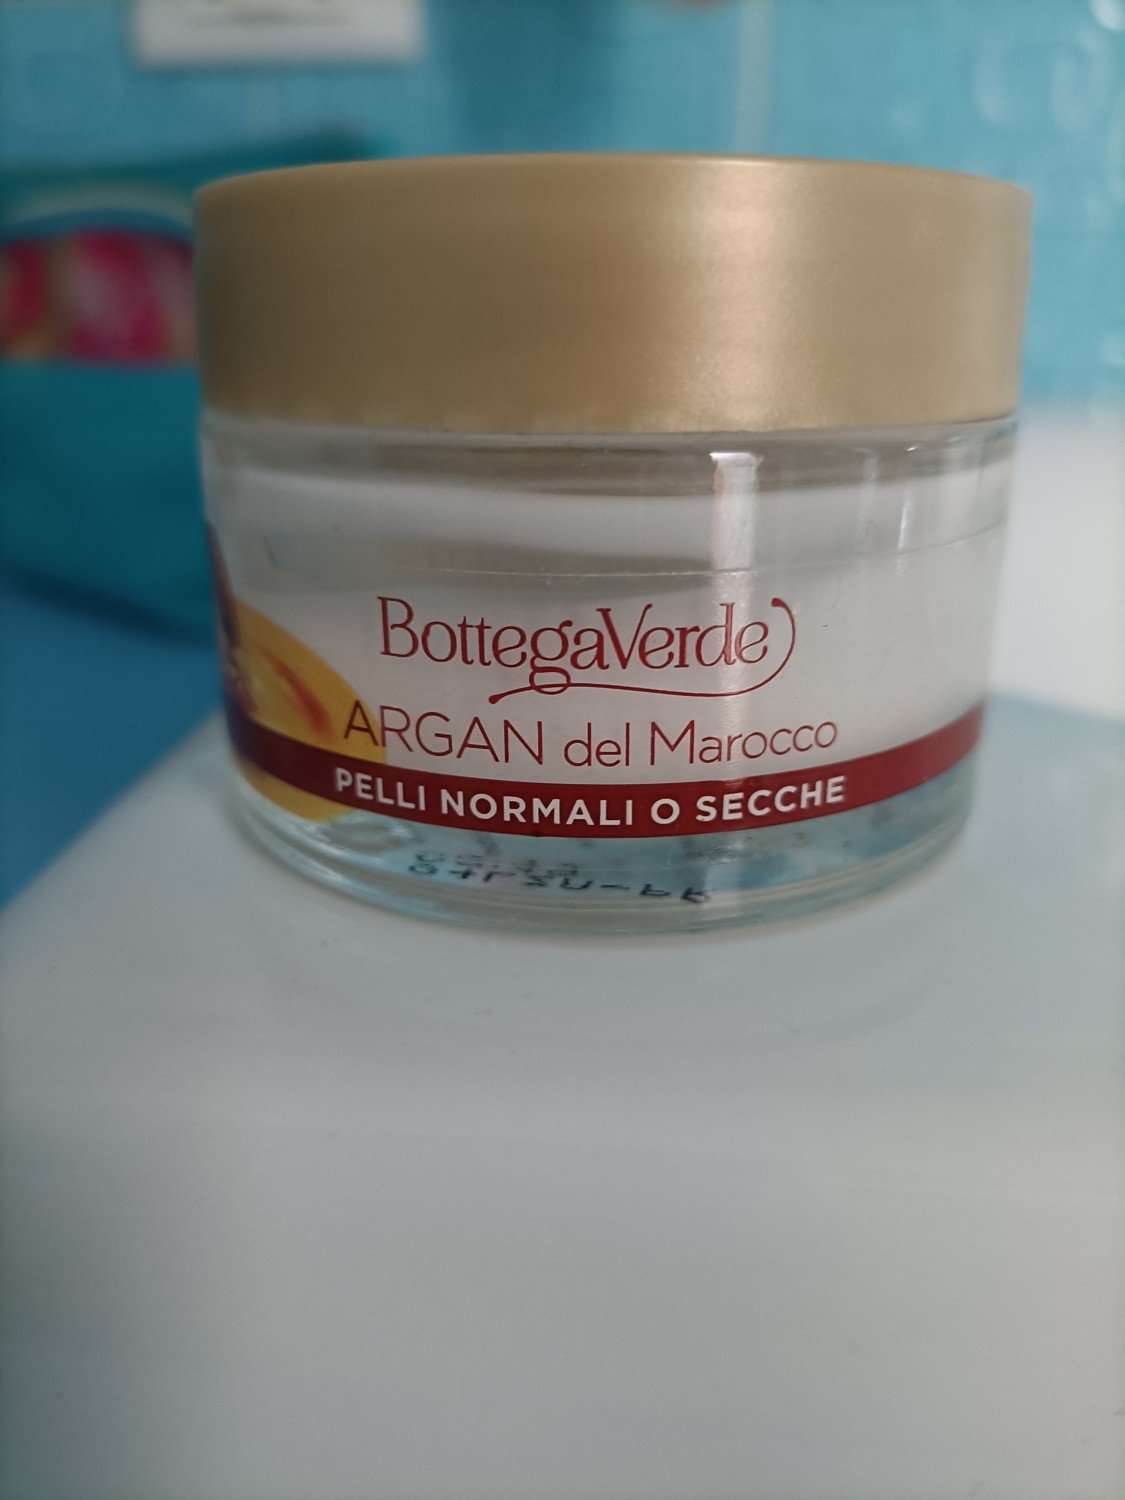 BottegaVerde
ARGAN del Marocco
PELLI NORMALI O SECCHE